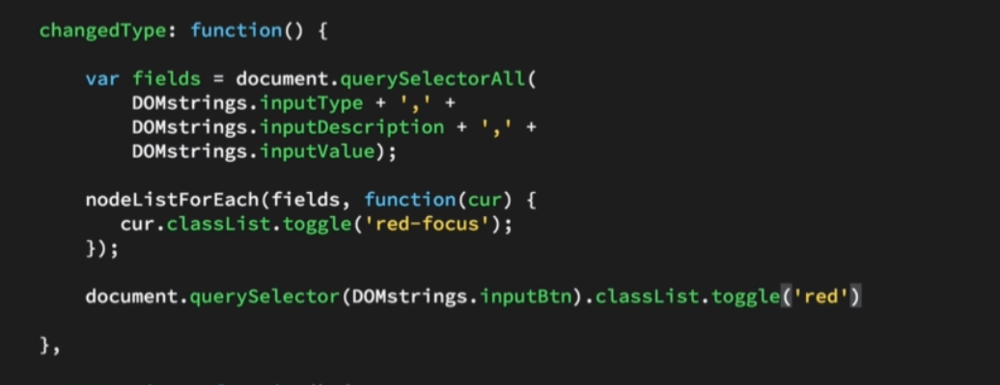 changedType: function() {
var fields = document.querySelectorAll(
DOMstrings.inputType + ',' +
DOMstrings.inputDescription + ',' +
DOMstrings.inputValue);
nodeListForEach(fields, function(cur) {
cur.classList.toggle('red-focus');
});
document.querySelector(DOMstrings.inputBtn).classList.toggle('red')
},